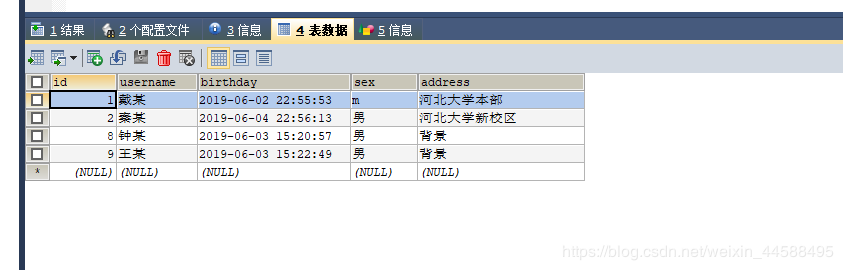 1 结果 2 个配置文件 3 信息 4 表数据 5 信息
id username birthday sex address
1 戴某 2019-06-02 22:55:53 m 河北大学本部
2 秦某 2019-06-04 22:56:13 男 河北大学新校区
8 钟某 2019-06-03 15:20:57 男 背景
9 王某 2019-06-03 15:22:49 男 背景
* (NULL) (NULL) (NULL) (NULL) (NULL)
https://blog.csdn.net/weixin_44588495